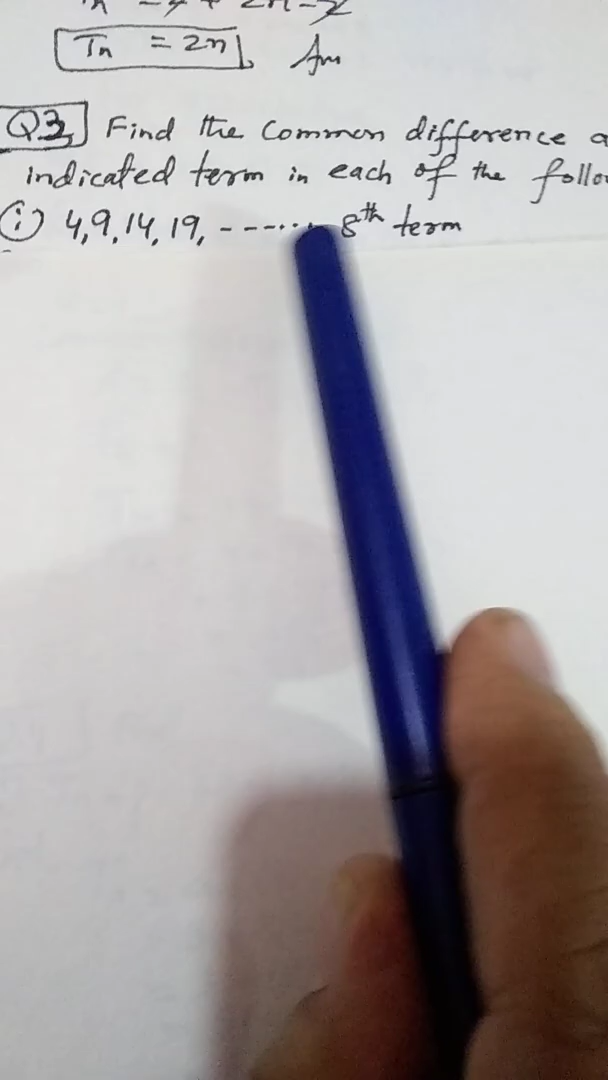 Tn = 2n Ans
Q3 Find the Common difference a
indicated term in each of the follo
(i) 4,9,14,19, ------... 8th term